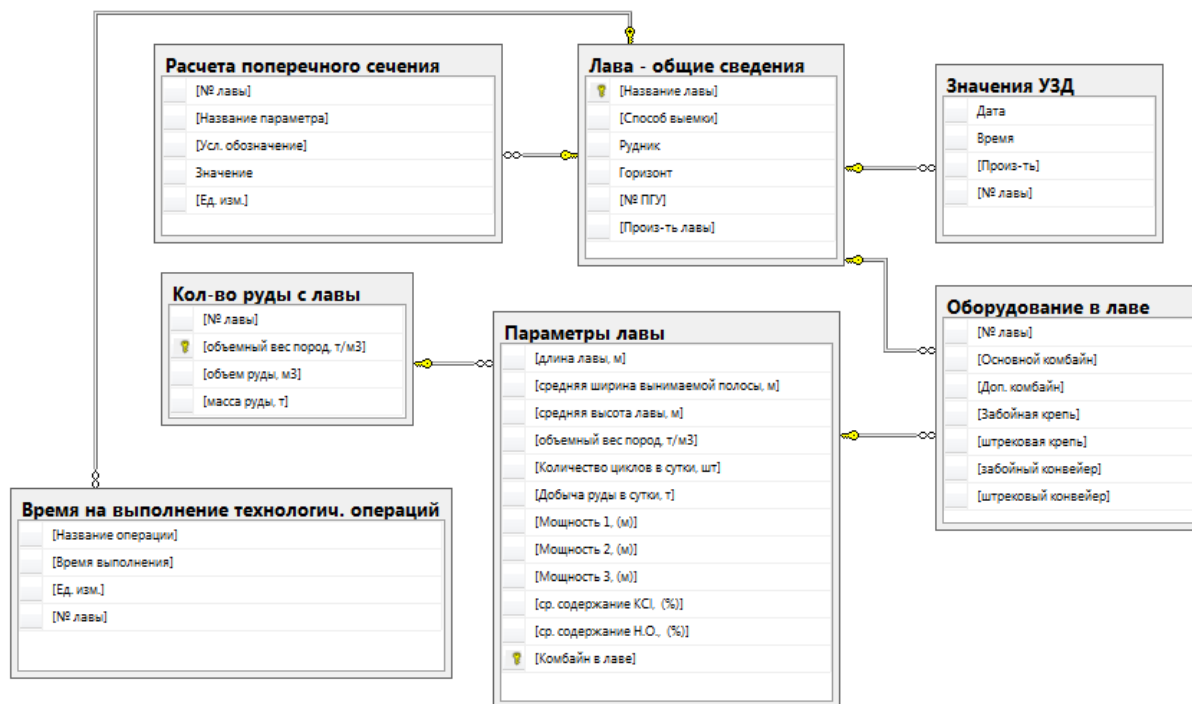 Расчета поперечного сечения
[№ лавы]
[Название параметра]
[Усл. обозначение]
Значение
[Ед. изм.]
Лава - общие сведения
[Название лавы]
[Способ выемки]
Рудник
Горизонт
[№ ПГУ]
[Произ-ть лавы]
Значения УЗД
Дата
Время
[Произ-ть]
[№ лавы]
Кол-во руды с лавы
[№ лавы]
[объемный вес пород, т/м3]
[объем руды, м3]
[масса руды, т]
Параметры лавы
[длина лавы, м]
[средняя ширина вынимаемой полосы, м]
[средняя высота лавы, м]
[объемный вес пород, т/м3]
[Количество циклов в сутки, шт]
[Добыча руды в сутки, т]
[Мощность 1, (м)]
[Мощность 2, (м)]
[Мощность 3, (м)]
[ср. содержание KCl, (%)]
[ср. содержание Н.О., (%)]
[Комбайн в лаве]
Оборудование в лаве
[№ лавы]
[Основной комбайн]
[Доп. комбайн]
[Забойная крепь]
[штрековая крепь]
[забойный конвейер]
[штрековый конвейер]
Время на выполнение технологич. операций
[Название операции]
[Время выполнения]
[Ед. изм.]
[№ лавы]